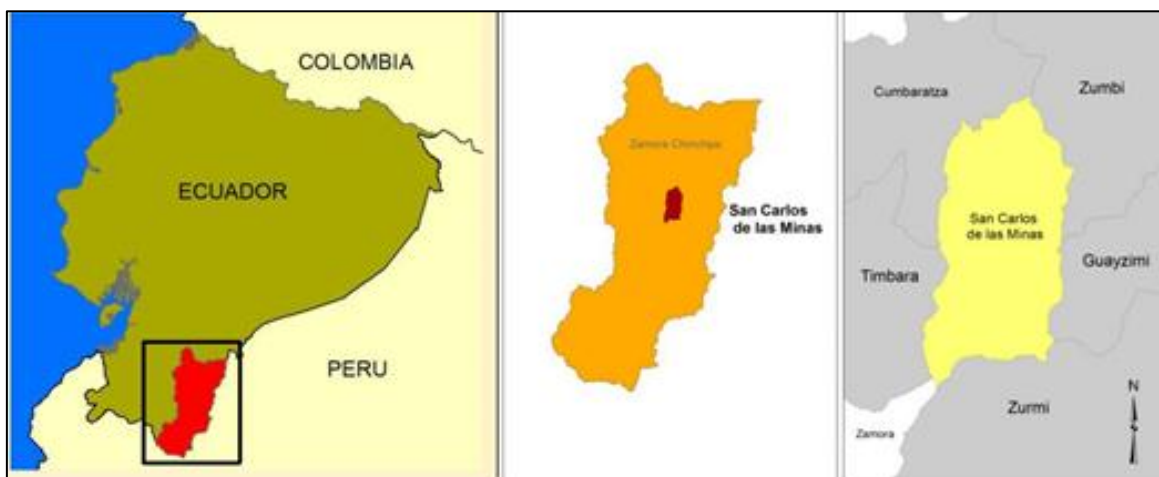 COLOMBIA
ECUADOR
PERU
Zamora Chinchipe
San Carlos
de las Minas
Cumbaratza
Zumbi
San Carlos
de las Minas
Timbara
Guayzimi
Zurmi
Zamora
N